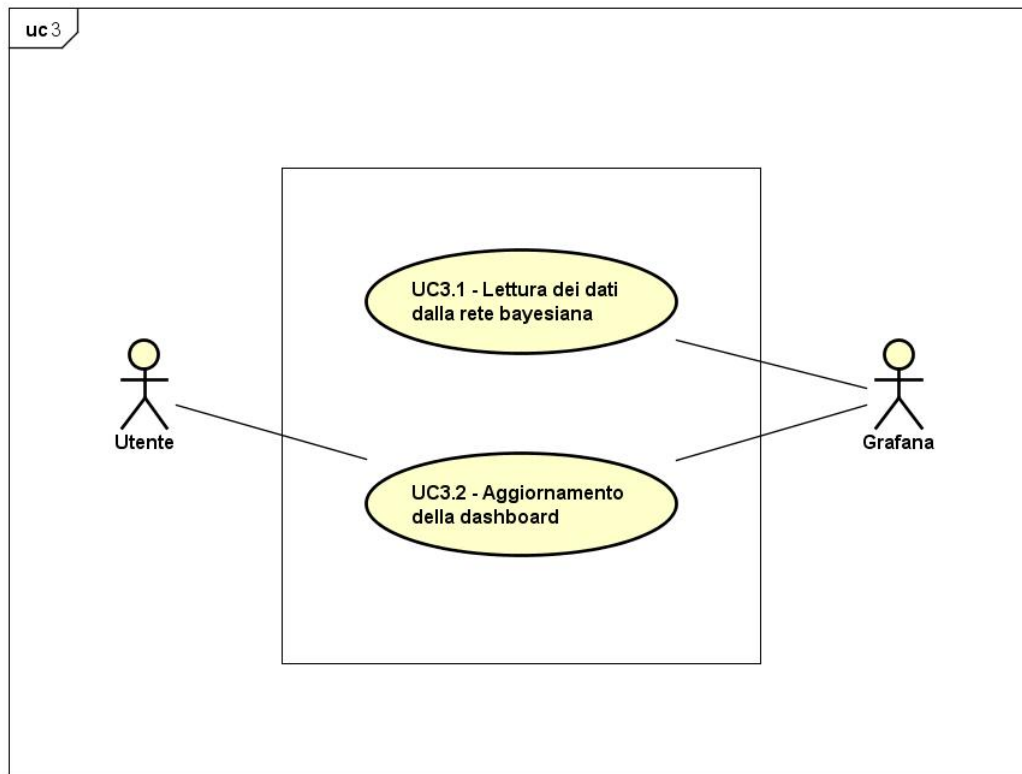 uc 3
UC3.1 - Lettura dei dati
dalla rete bayesiana
Utente
Grafana
UC3.2 - Aggiornamento
della dashboard